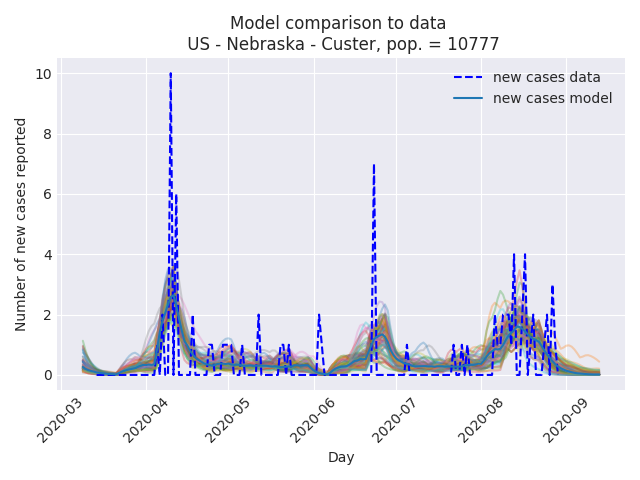 Model comparison to data
US - Nebraska - Custer, pop. = 10777
new cases data
new cases model
Number of new cases reported
10
8
6
4
2
0
2020-03
2020-04
2020-05
2020-06
2020-07
2020-08
2020-09
Day